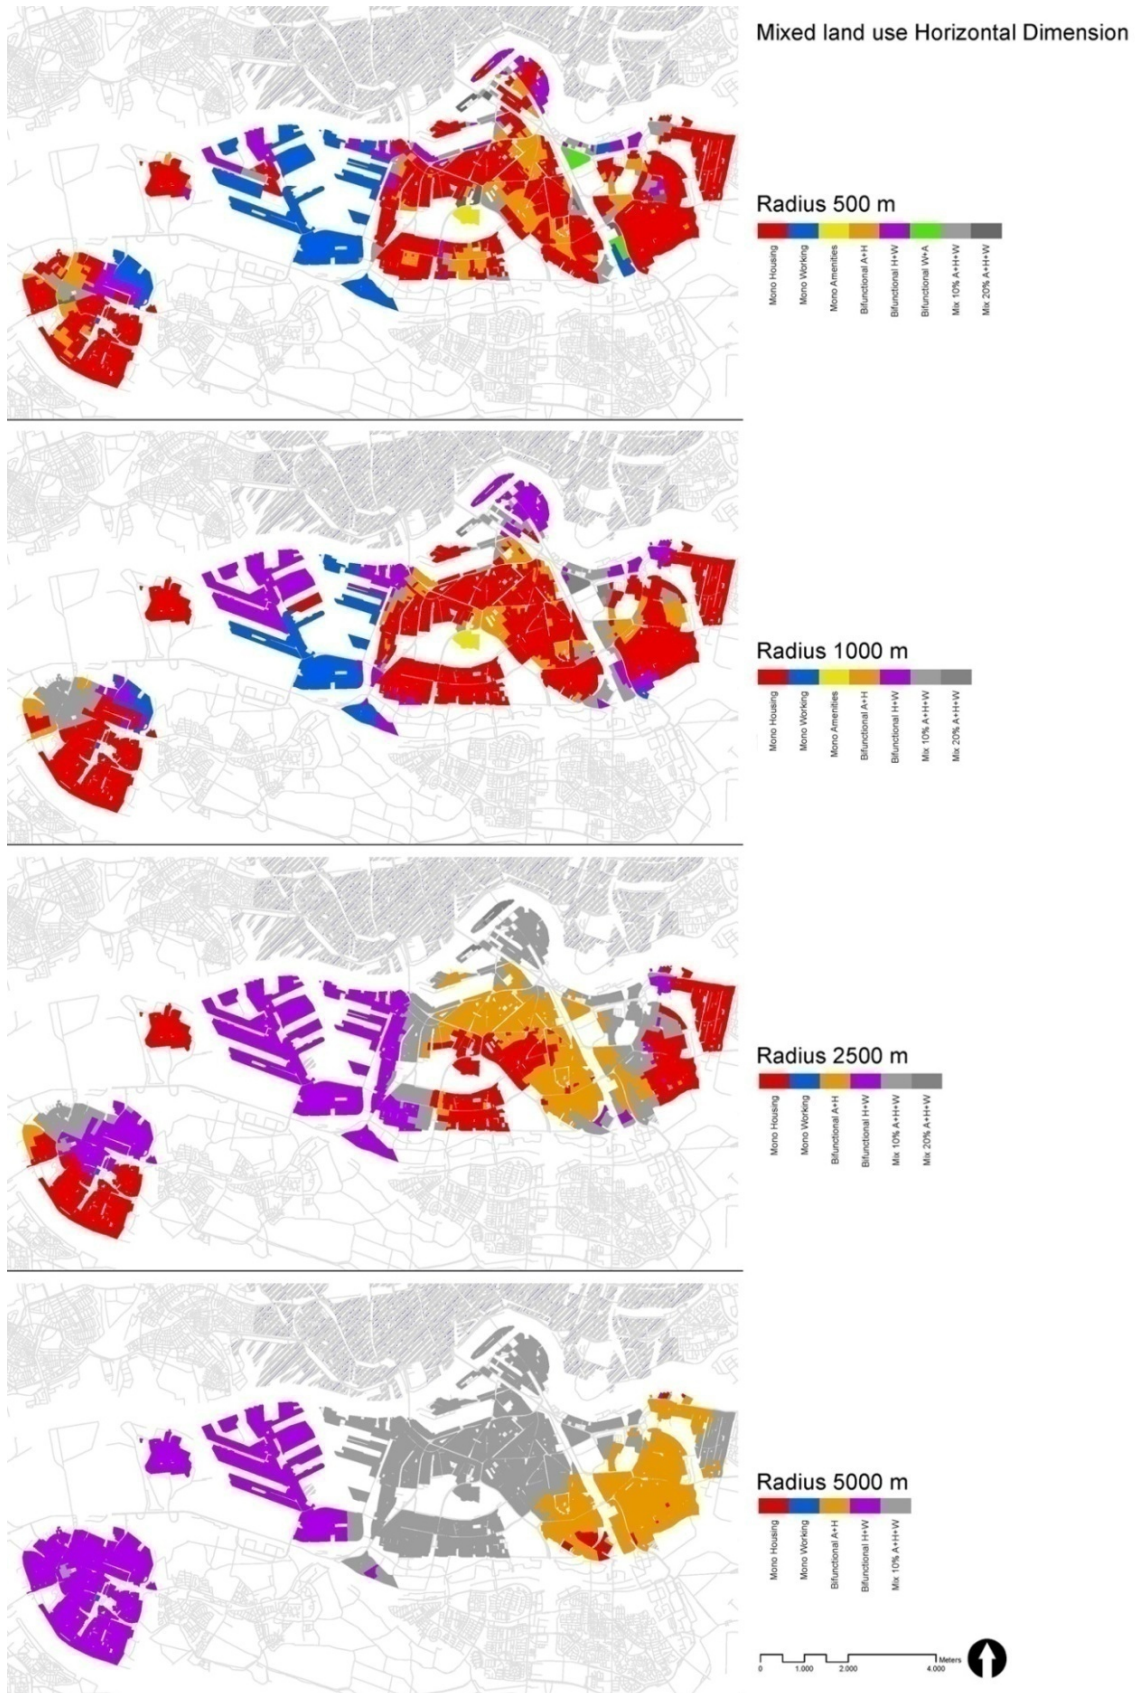 Mixed land use Horizontal Dimension
Radius 500 m
Mono Housing
Mono Working
Mono Amenities
Bifunctional A+H
Bifunctional H+W
Bifunctional W+A
Mix 10% A+H+W
Mix 20% A+H+W
Radius 1000 m
Mono Housing
Mono Working
Mono Amenities
Bifunctional A+H
Bifunctional H+W
Mix 10% A+H+W
Mix 20% A+H+W
Radius 2500 m
Mono Housing
Mono Working
Bifunctional A+H
Bifunctional H+W
Mix 10% A+H+W
Mix 20% A+H+W
Radius 5000 m
Mono Housing
Mono Working
Bifunctional A+H
Bifunctional H+W
Mix 10% A+H+W
Meters
0 1.000 2.000 4.000